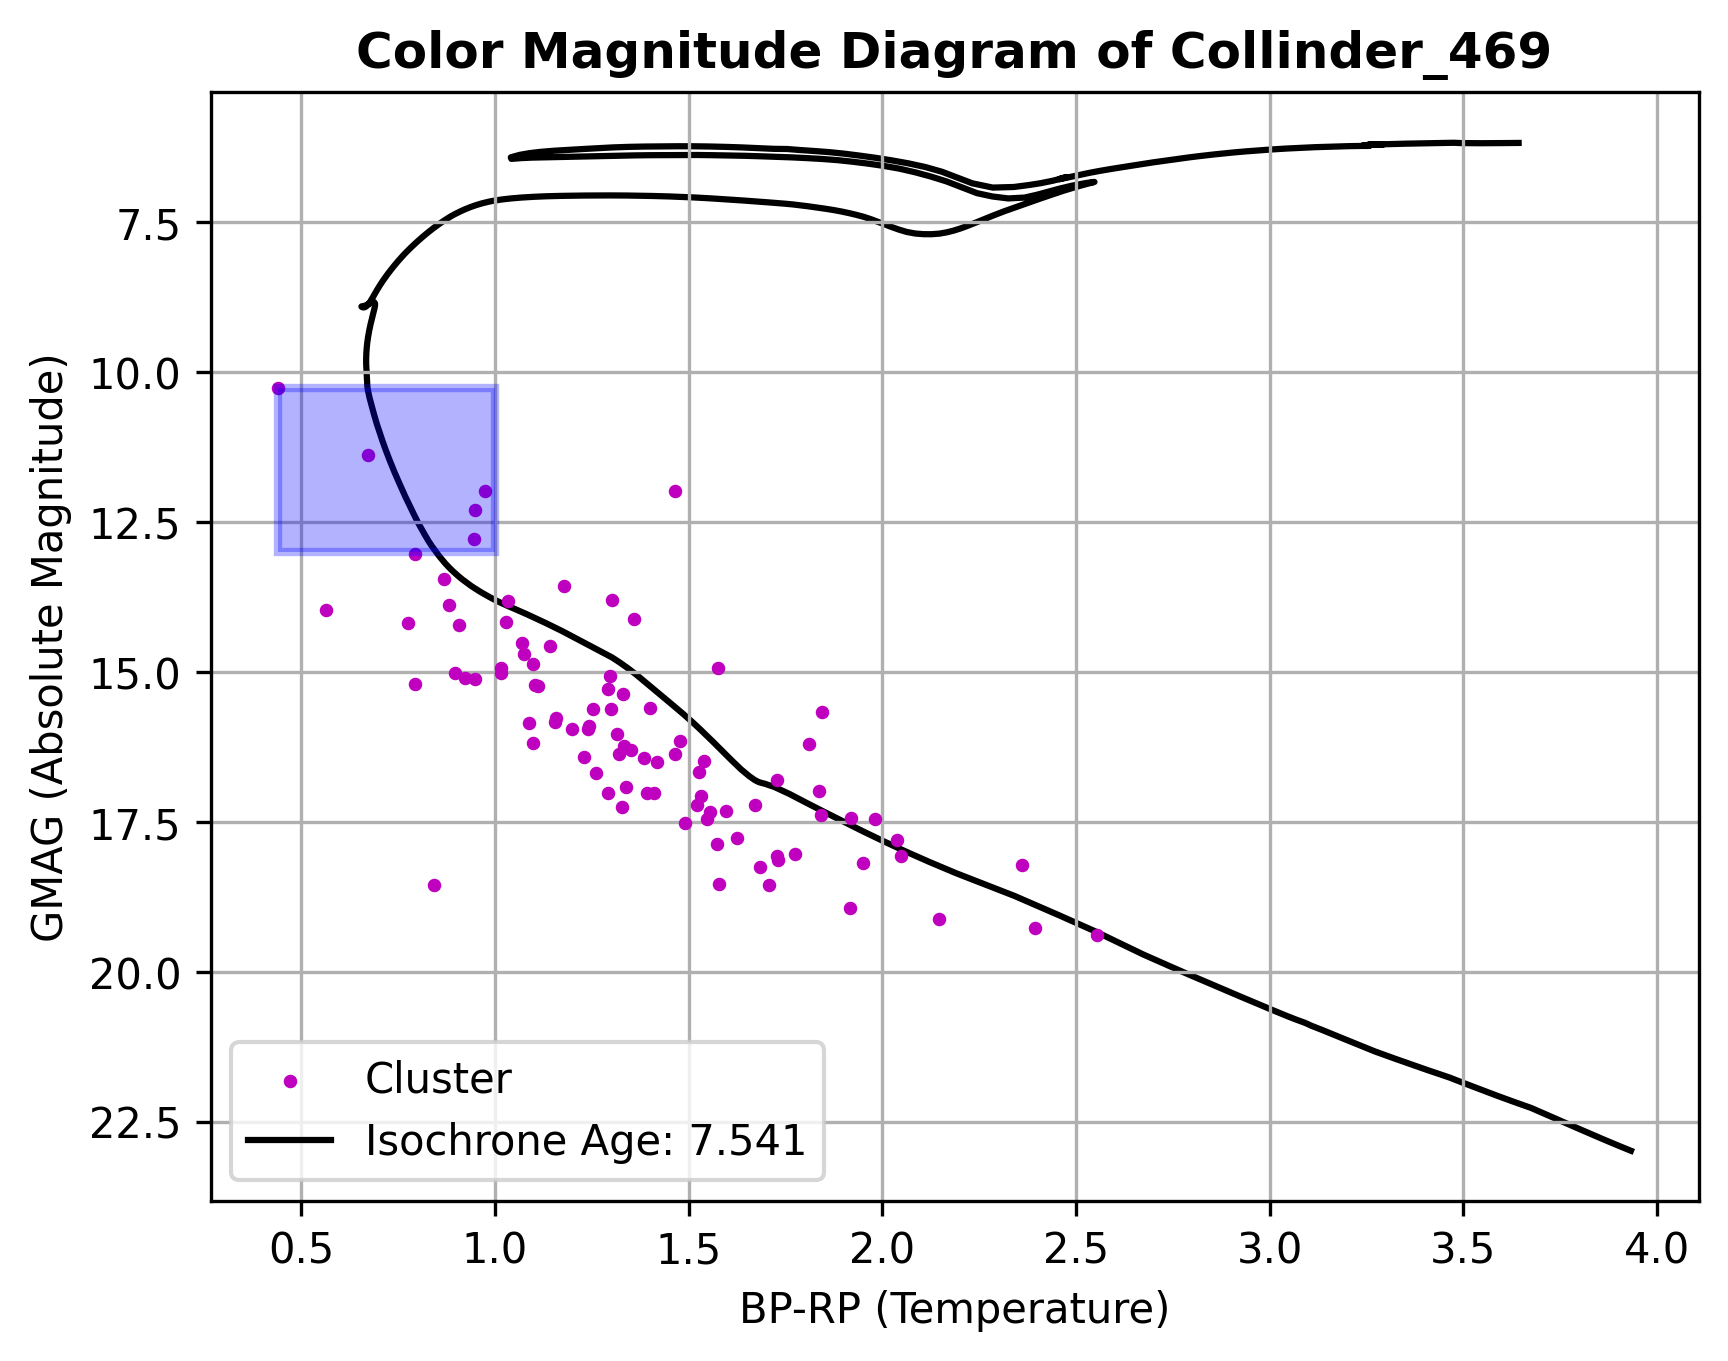 Color Magnitude Diagram of Collinder_469
GMAG (Absolute Magnitude)
7.5
10.0
12.5
15.0
17.5
20.0
22.5
Cluster
Isochrone Age: 7.541
0.5 1.0 1.5 2.0 2.5 3.0 3.5 4.0
BP-RP (Temperature)